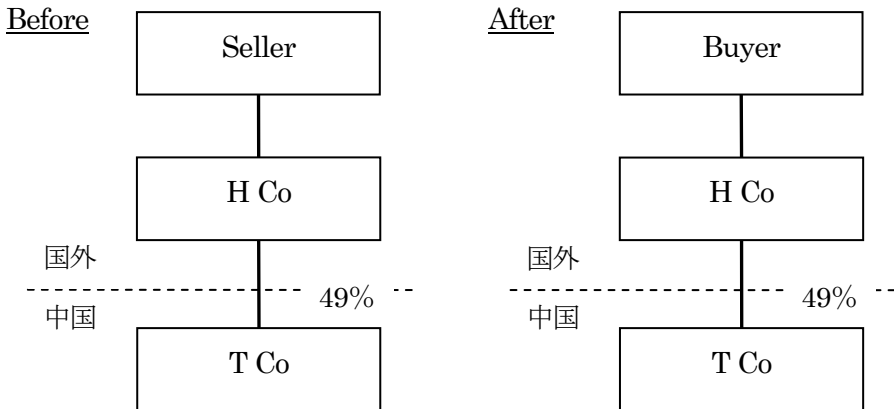 Before
Seller
H Co
国外
49%
中国
T Co
After
Buyer
H Co
国外
49%
中国
T Co